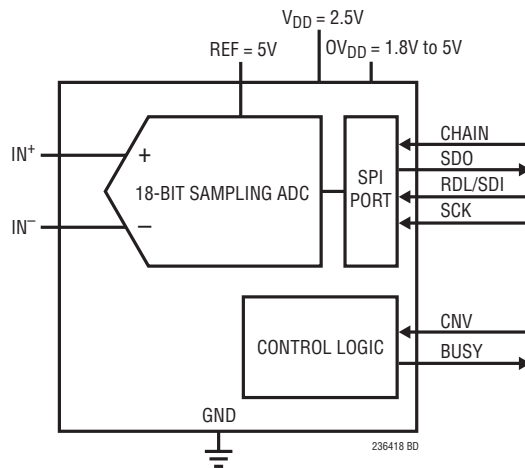 V_DD = 2.5V
REF = 5V
OV_DD = 1.8V to 5V
CHAIN
IN⁺
+
SDO
18-BIT SAMPLING ADC
SPI
PORT
RDL/SDI
IN⁻
–
SCK
CNV
CONTROL LOGIC
BUSY
GND
236418 BD